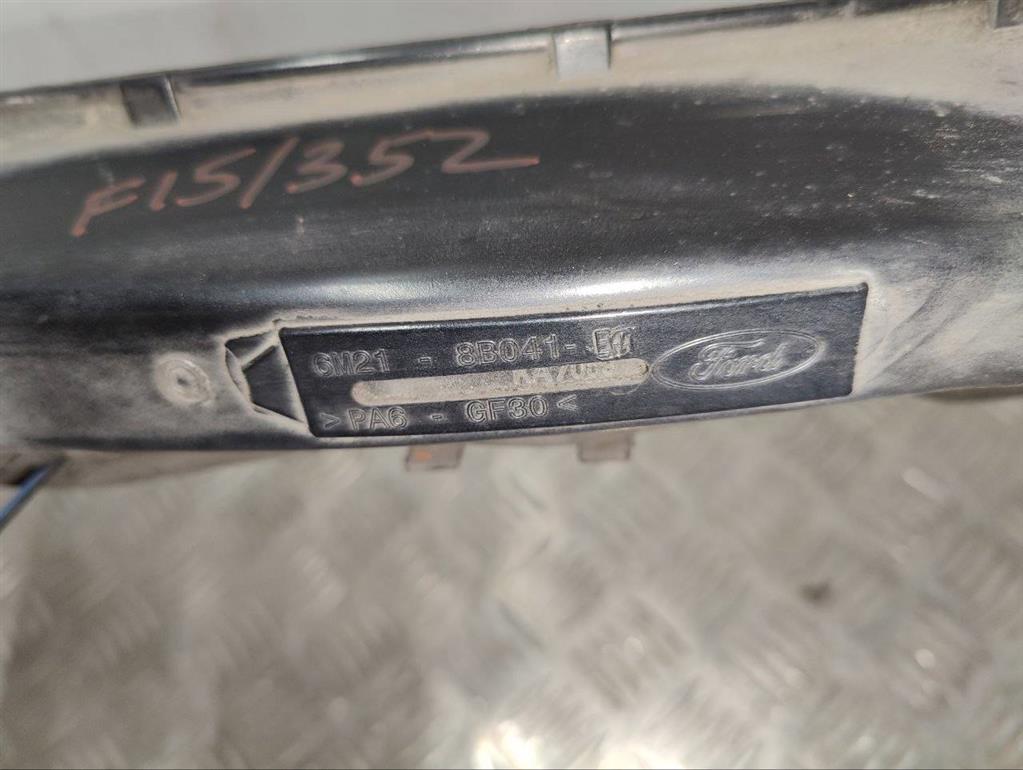 F15/352
6M21 - 8B041-
Ford
>PA6 - GF30<